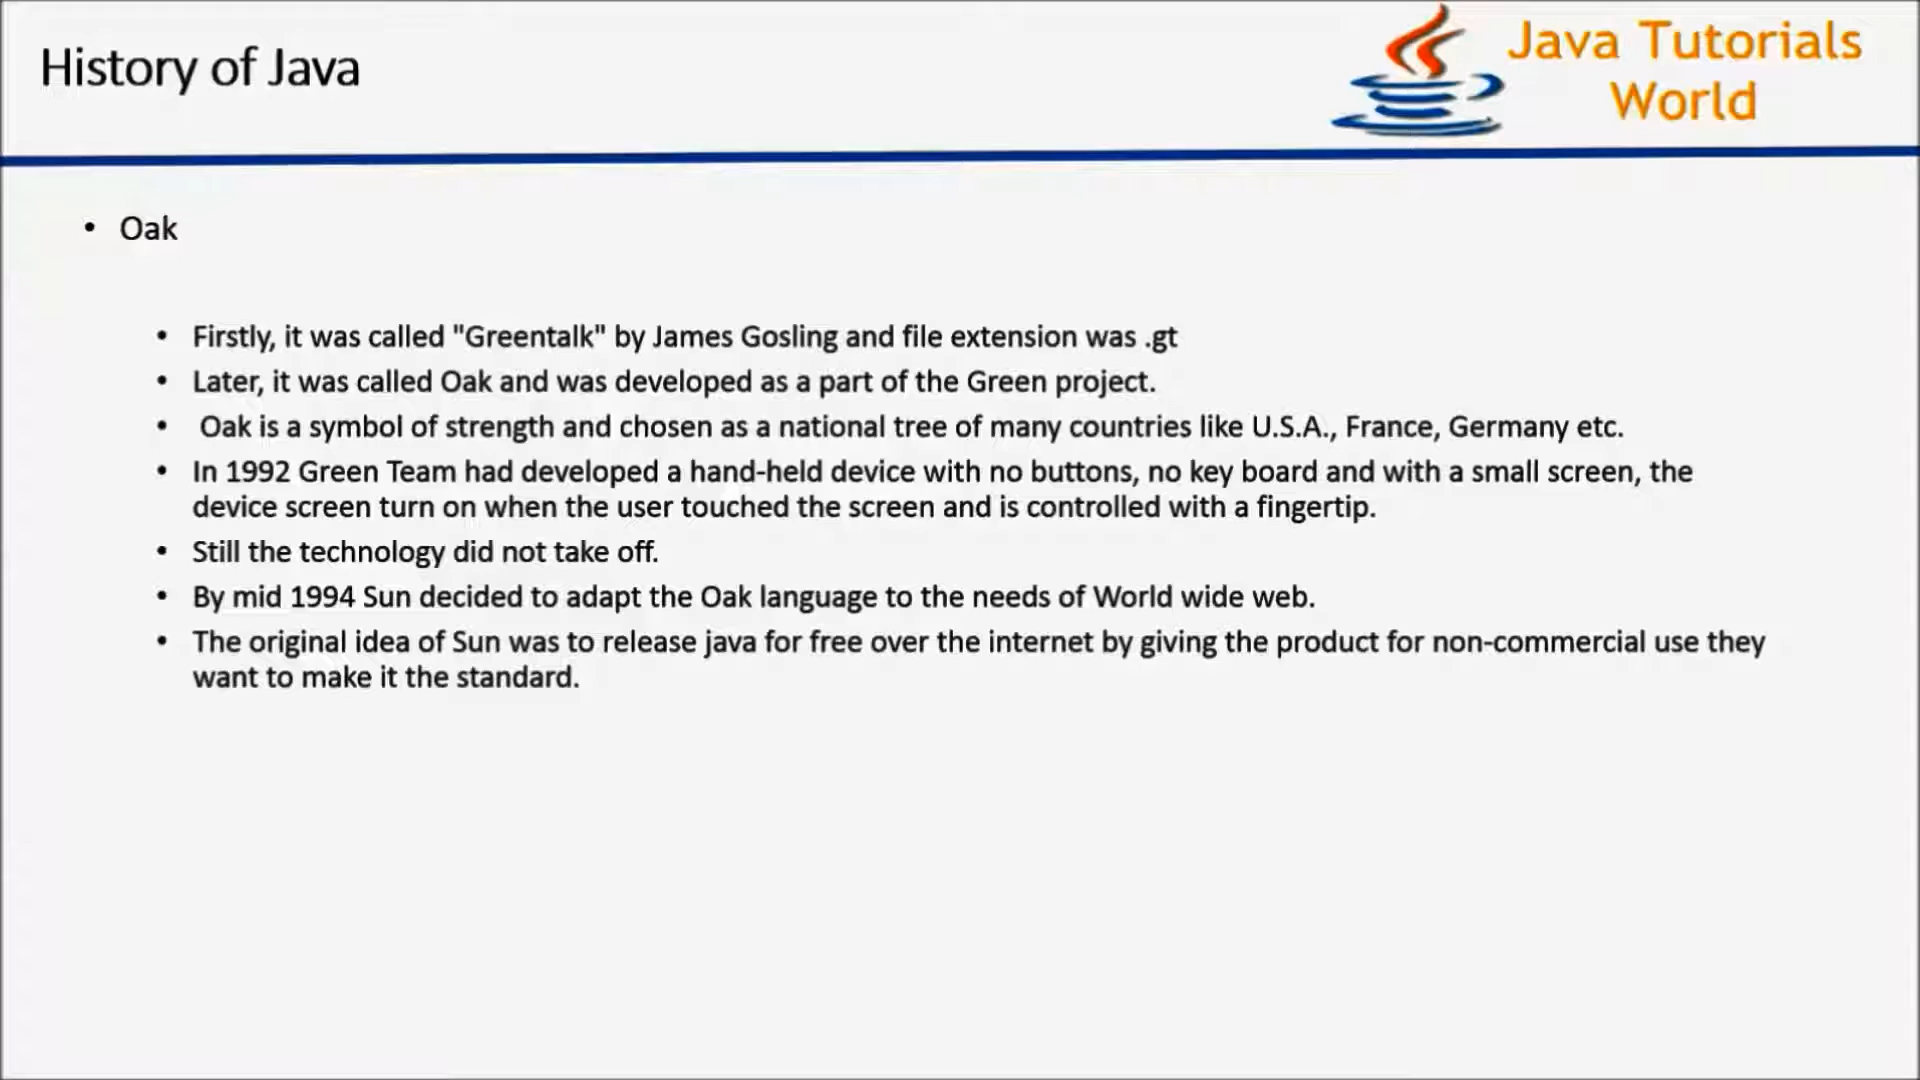 History of Java
Java Tutorials
World
• Oak
• Firstly, it was called "Greentalk" by James Gosling and file extension was .gt
• Later, it was called Oak and was developed as a part of the Green project.
• Oak is a symbol of strength and chosen as a national tree of many countries like U.S.A., France, Germany etc.
• In 1992 Green Team had developed a hand-held device with no buttons, no key board and with a small screen, the
device screen turn on when the user touched the screen and is controlled with a fingertip.
• Still the technology did not take off.
• By mid 1994 Sun decided to adapt the Oak language to the needs of World wide web.
• The original idea of Sun was to release java for free over the internet by giving the product for non-commercial use they
want to make it the standard.